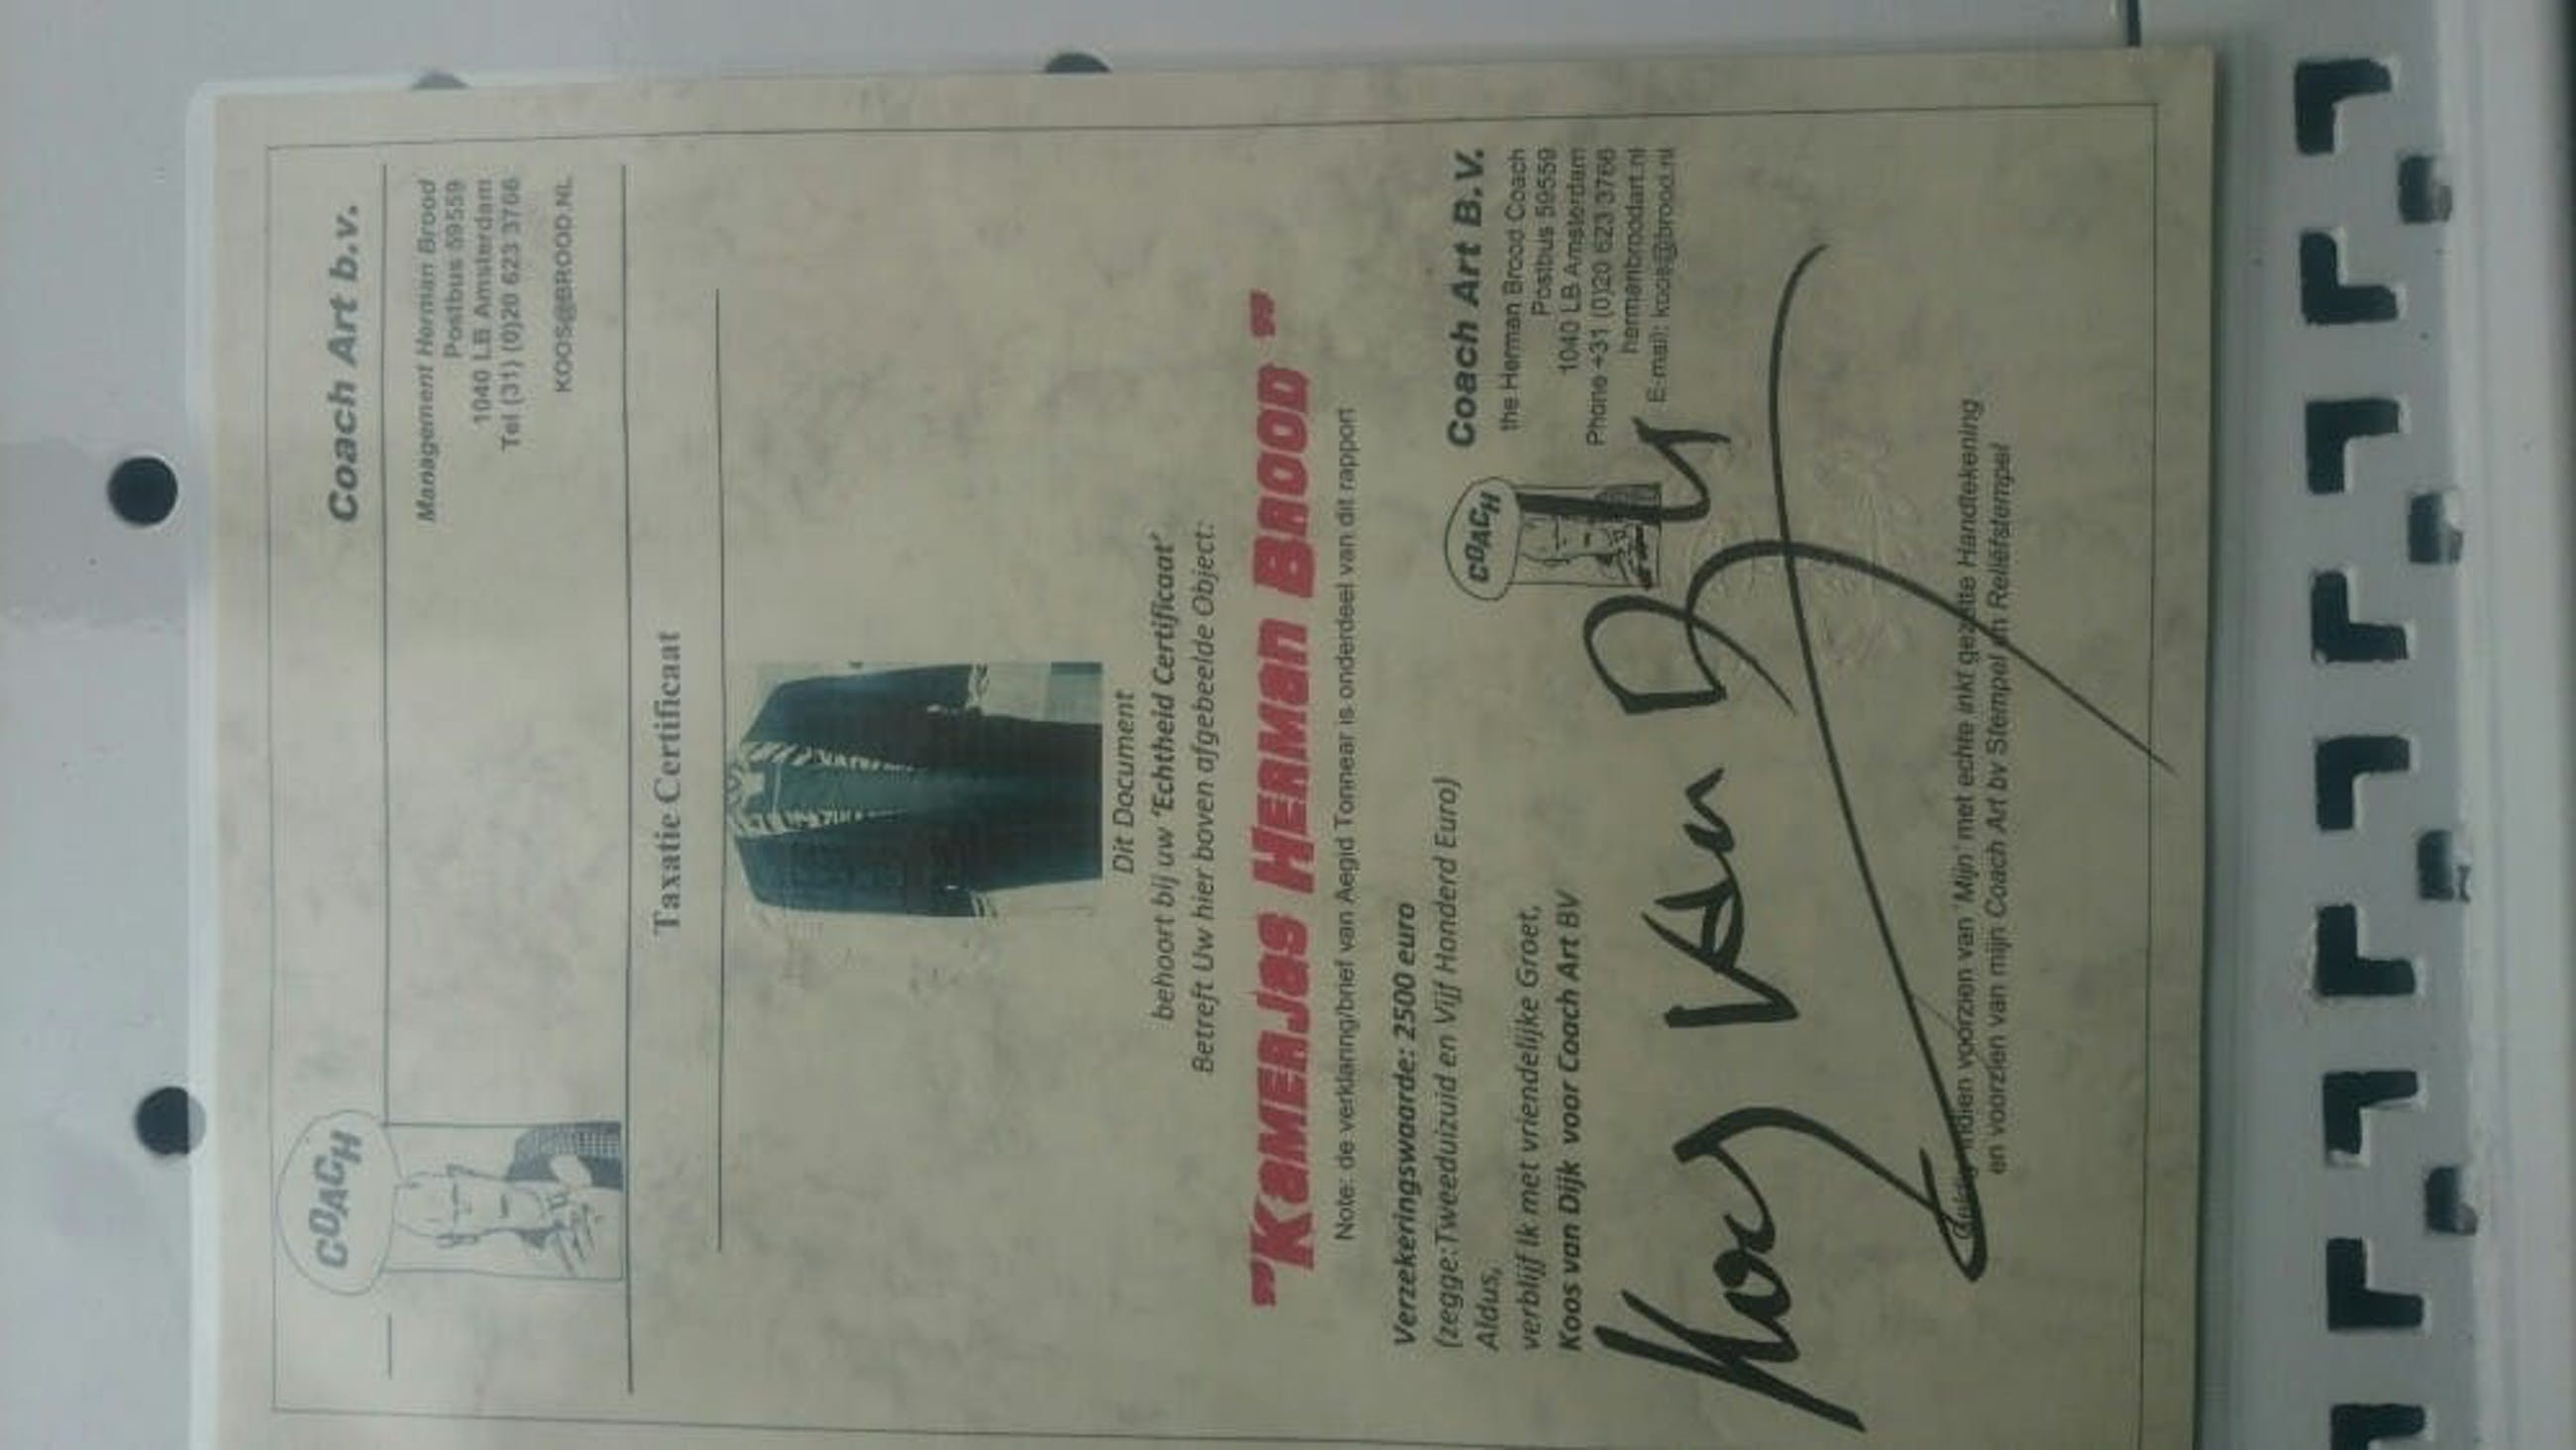 COACH
Coach Art b.v.
Management Herman Brood
Postbus 59559
1040 LB Amsterdam
Tel (31) (0)20 623 3766
KOOS@BROOD.NL
Taxatie Certificaat
Dit Document
behoort bij uw ‘Echtheid Certificaat’
Betreft Uw hier boven afgebeelde Object:
"Kamerjas Herman Brood"
Note: de verklaring/brief van Aegid Tonnear is onderdeel van dit rapport
Verzekeringswaarde: 2500 euro
(zegge:Tweeduizuid en Vijf Honderd Euro)
Aldus,
verblijf ik met vriendelijke Groet,
Koos van Dijk voor Coach Art BV
COACH
Coach Art B.V.
the Herman Brood Coach
Postbus 59559
1040 LB Amsterdam
Phone +31 (0)20 623 3766
hermanbroodart.nl
E-mail: koos@brood.nl
Koos van Dijk
indien voorzien van 'Mijn' met echte inkt gezette Handtekening
en voorzien van mijn Coach Art bv Stempel en Reliëfstempel